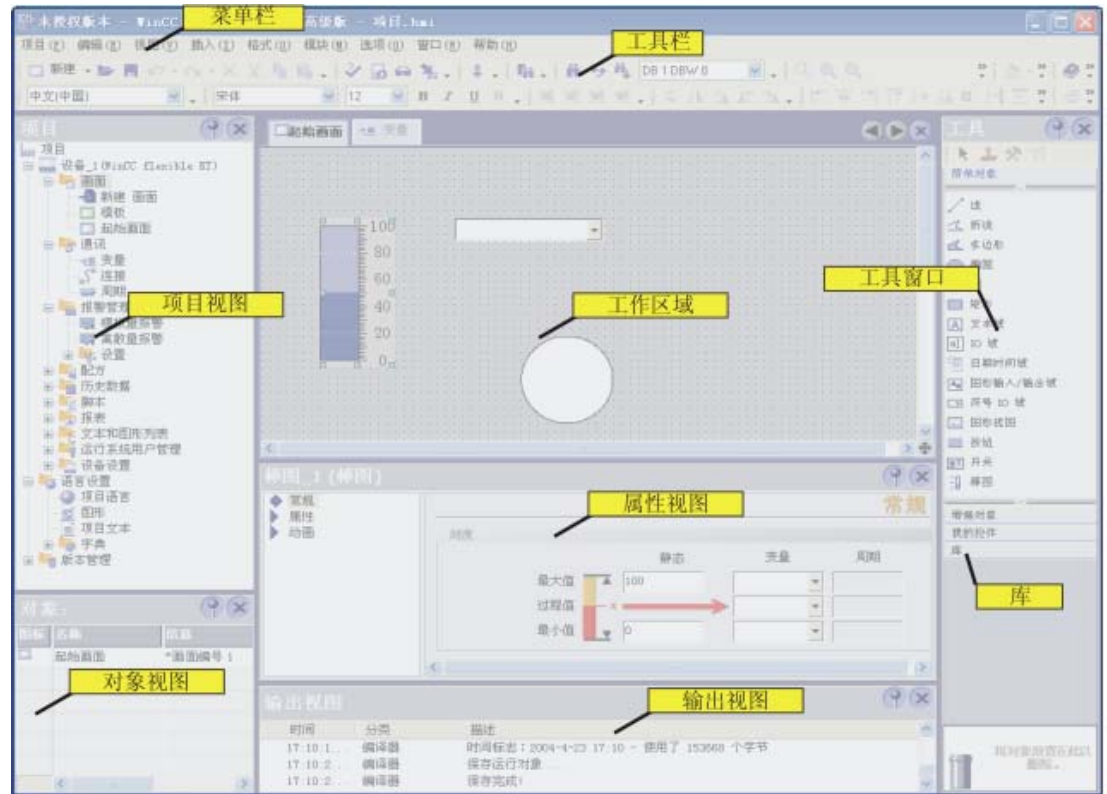 未授权版本 - WinCC 高级版 - 项目.hmi
菜单栏
项目(P) 编辑(E) 视图(V) 插入(I) 格式(O) 模块(M) 选项(O) 窗口(W) 帮助(H)
工具栏
新建 DB 1 DBW 0
中文(中国) 宋体 12 B I U
项目
项目
设备_1(WinCC flexible RT)
画面
新建 画面
模板
起始画面
通讯
变量
连接
周期
报警管理
模拟量报警
离散量报警
设置
配方
历史数据
脚本
报表
文本和图形列表
运行系统用户管理
设备设置
语言设置
项目语言
图形
项目文本
字典
版本管理
项目视图
对象:
名称 信息
起始画面 *画面编号 1
对象视图
起始画面 变量
100
80
60
40
20
0
工作区域
棒图_1 (棒图)
常规
属性
动画
属性视图
常规
刻度
静态 变量 周期
最大值 100
过程值
最小值 0
输出视图
输出视图
时间 分类 描述
17:10:1... 编译器 时间标志:2004-4-23 17:10 - 使用了 153668 个字节
17:10:2... 编译器 保存运行对象...
17:10:2... 编译器 保存完成!
工具
简单对象
线
折线
多边形
椭圆
工具窗口
矩形
文本域
IO 域
日期时间域
图形输入/输出域
符号 IO 域
图形视图
按钮
开关
棒图
增强对象
我的控件
库
库